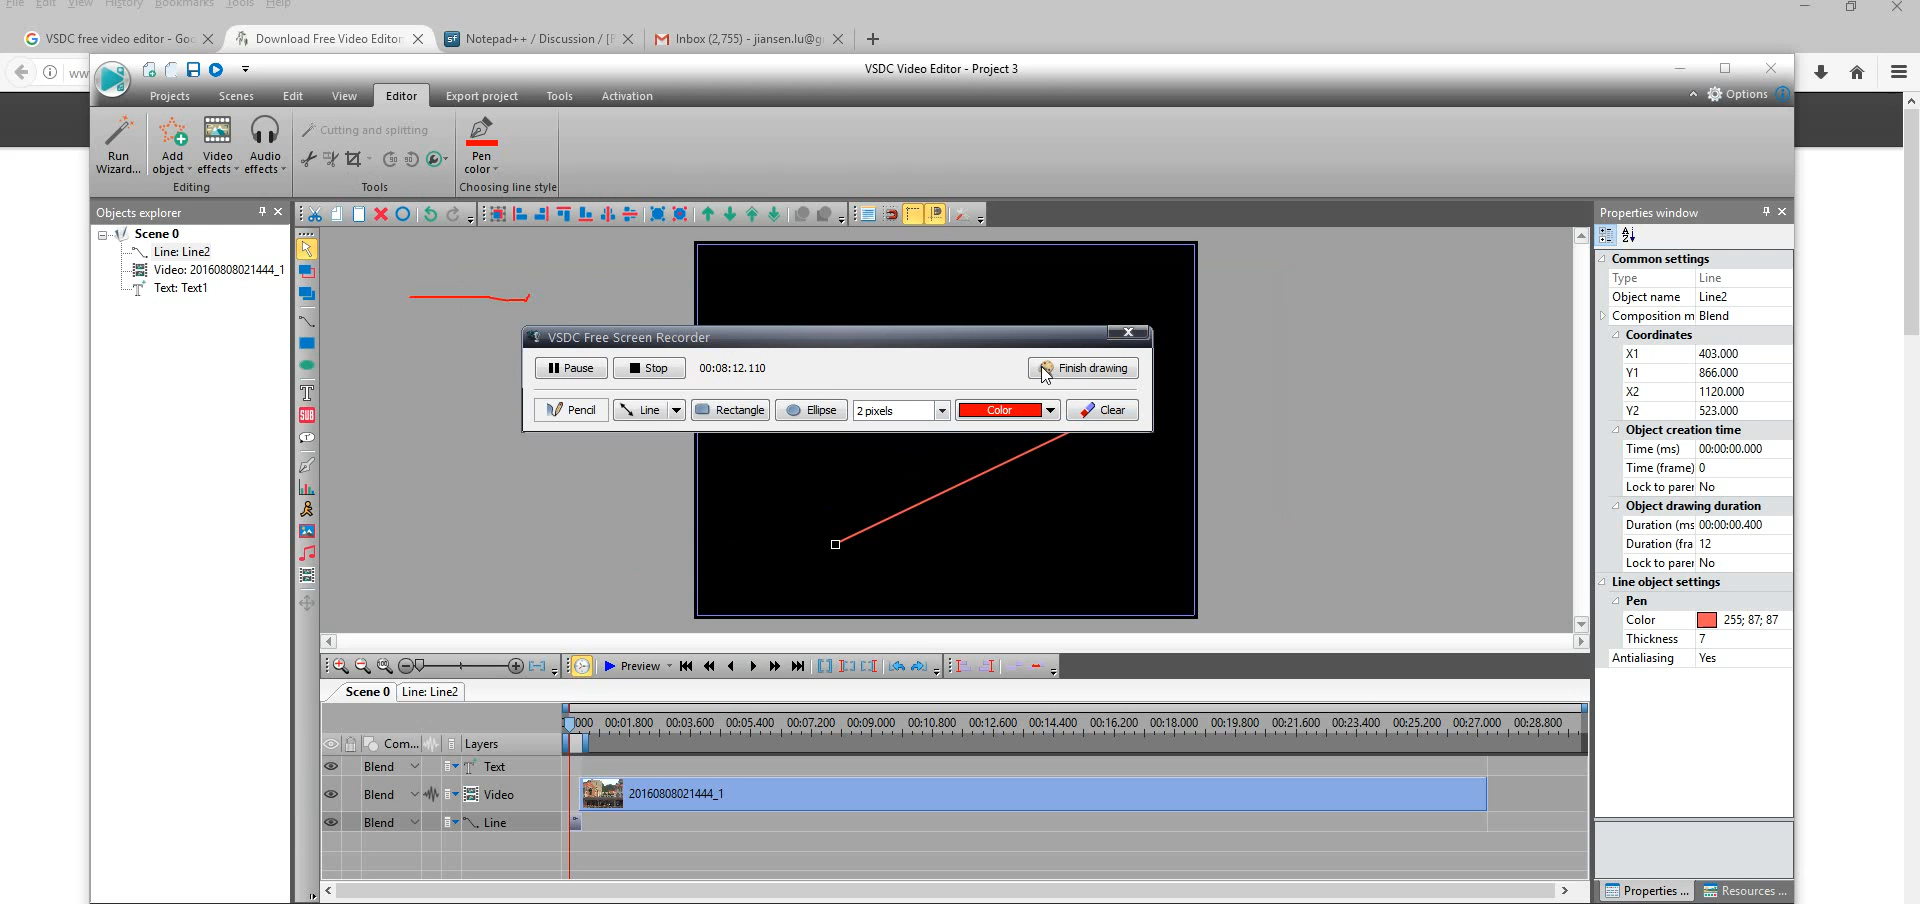 File Edit View History Bookmarks Tools Help
VSDC free video editor - Goo
Download Free Video Editor
Notepad++ / Discussion / [
Inbox (2,755) - jiansen.lu@g
ww
VSDC Video Editor - Project 3
Projects Scenes Edit View Editor Export project Tools Activation
Options
Run Wizard...
Add object
Video effects
Audio effects
Editing
Cutting and splitting
Tools
Pen color
Choosing line style
Objects explorer
Scene 0
Line: Line2
Video: 20160808021444_1
Text: Text1
VSDC Free Screen Recorder
Pause Stop 00:08:12.110 Finish drawing
Pencil Line Rectangle Ellipse 2 pixels Color Clear
Properties window
Common settings
Type Line
Object name Line2
Composition m Blend
Coordinates
X1 403.000
Y1 866.000
X2 1120.000
Y2 523.000
Object creation time
Time (ms) 00:00:00.000
Time (frame) 0
Lock to parer No
Object drawing duration
Duration (ms 00:00:00.400
Duration (fra 12
Lock to parer No
Line object settings
Pen
Color 255; 87; 87
Thickness 7
Antialiasing Yes
Preview
Scene 0 Line: Line2
000 00:01.800 00:03.600 00:05.400 00:07.200 00:09.000 00:10.800 00:12.600 00:14.400 00:16.200 00:18.000 00:19.800 00:21.600 00:23.400 00:25.200 00:27.000 00:28.800
Com... Layers
Blend Text
Blend Video 20160808021444_1
Blend Line
Properties ... Resources ...